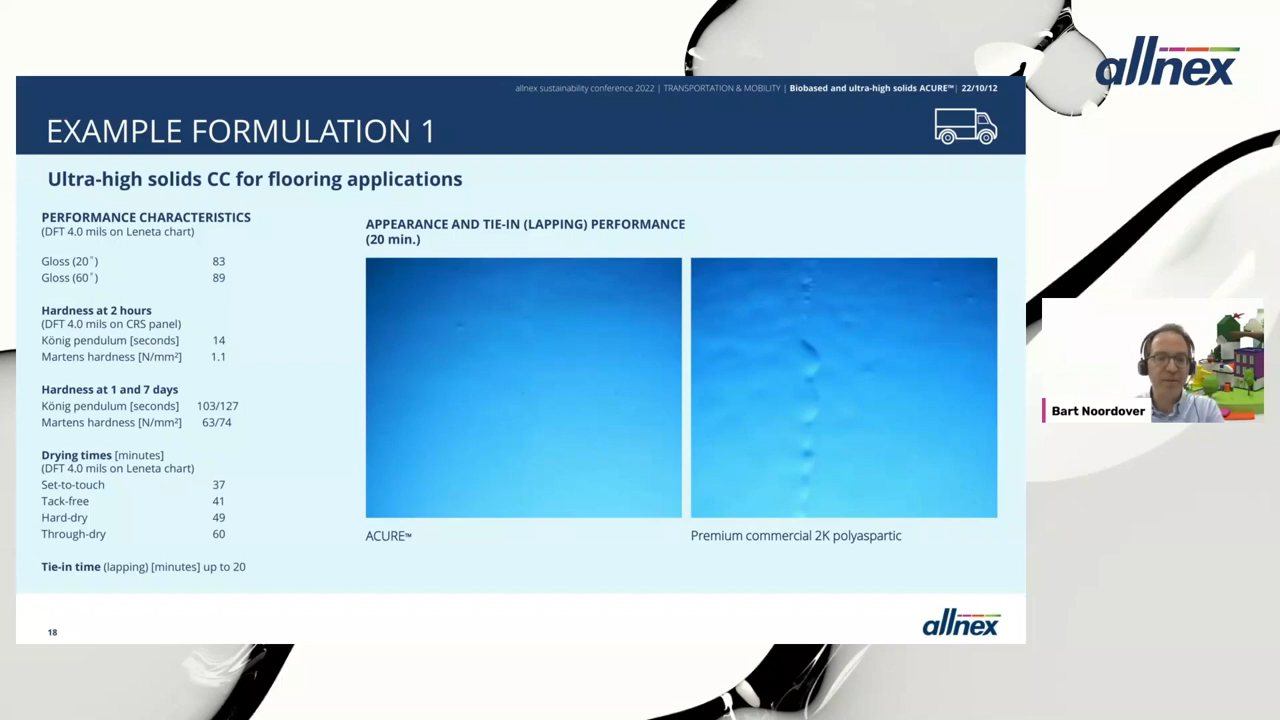 allnex
allnex sustainability conference 2022 | TRANSPORTATION & MOBILITY | Biobased and ultra-high solids ACURE™| 22/10/12
EXAMPLE FORMULATION 1
Ultra-high solids CC for flooring applications
PERFORMANCE CHARACTERISTICS
(DFT 4.0 mils on Leneta chart)
Gloss (20˚) 83
Gloss (60˚) 89
Hardness at 2 hours
(DFT 4.0 mils on CRS panel)
König pendulum [seconds] 14
Martens hardness [N/mm²] 1.1
Hardness at 1 and 7 days
König pendulum [seconds] 103/127
Martens hardness [N/mm²] 63/74
Drying times [minutes]
(DFT 4.0 mils on Leneta chart)
Set-to-touch 37
Tack-free 41
Hard-dry 49
Through-dry 60
Tie-in time (lapping) [minutes] up to 20
APPEARANCE AND TIE-IN (LAPPING) PERFORMANCE
(20 min.)
ACURE™
Premium commercial 2K polyaspartic
Bart Noordover
18
allnex